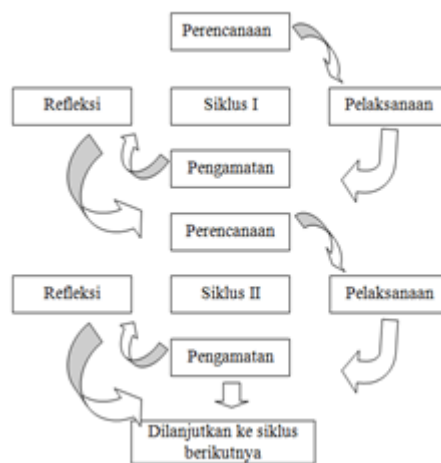 Perencanaan
Refleksi
Siklus I
Pelaksanaan
Pengamatan
Perencanaan
Refleksi
Siklus II
Pelaksanaan
Pengamatan
Dilanjutkan ke siklus
berikutnya